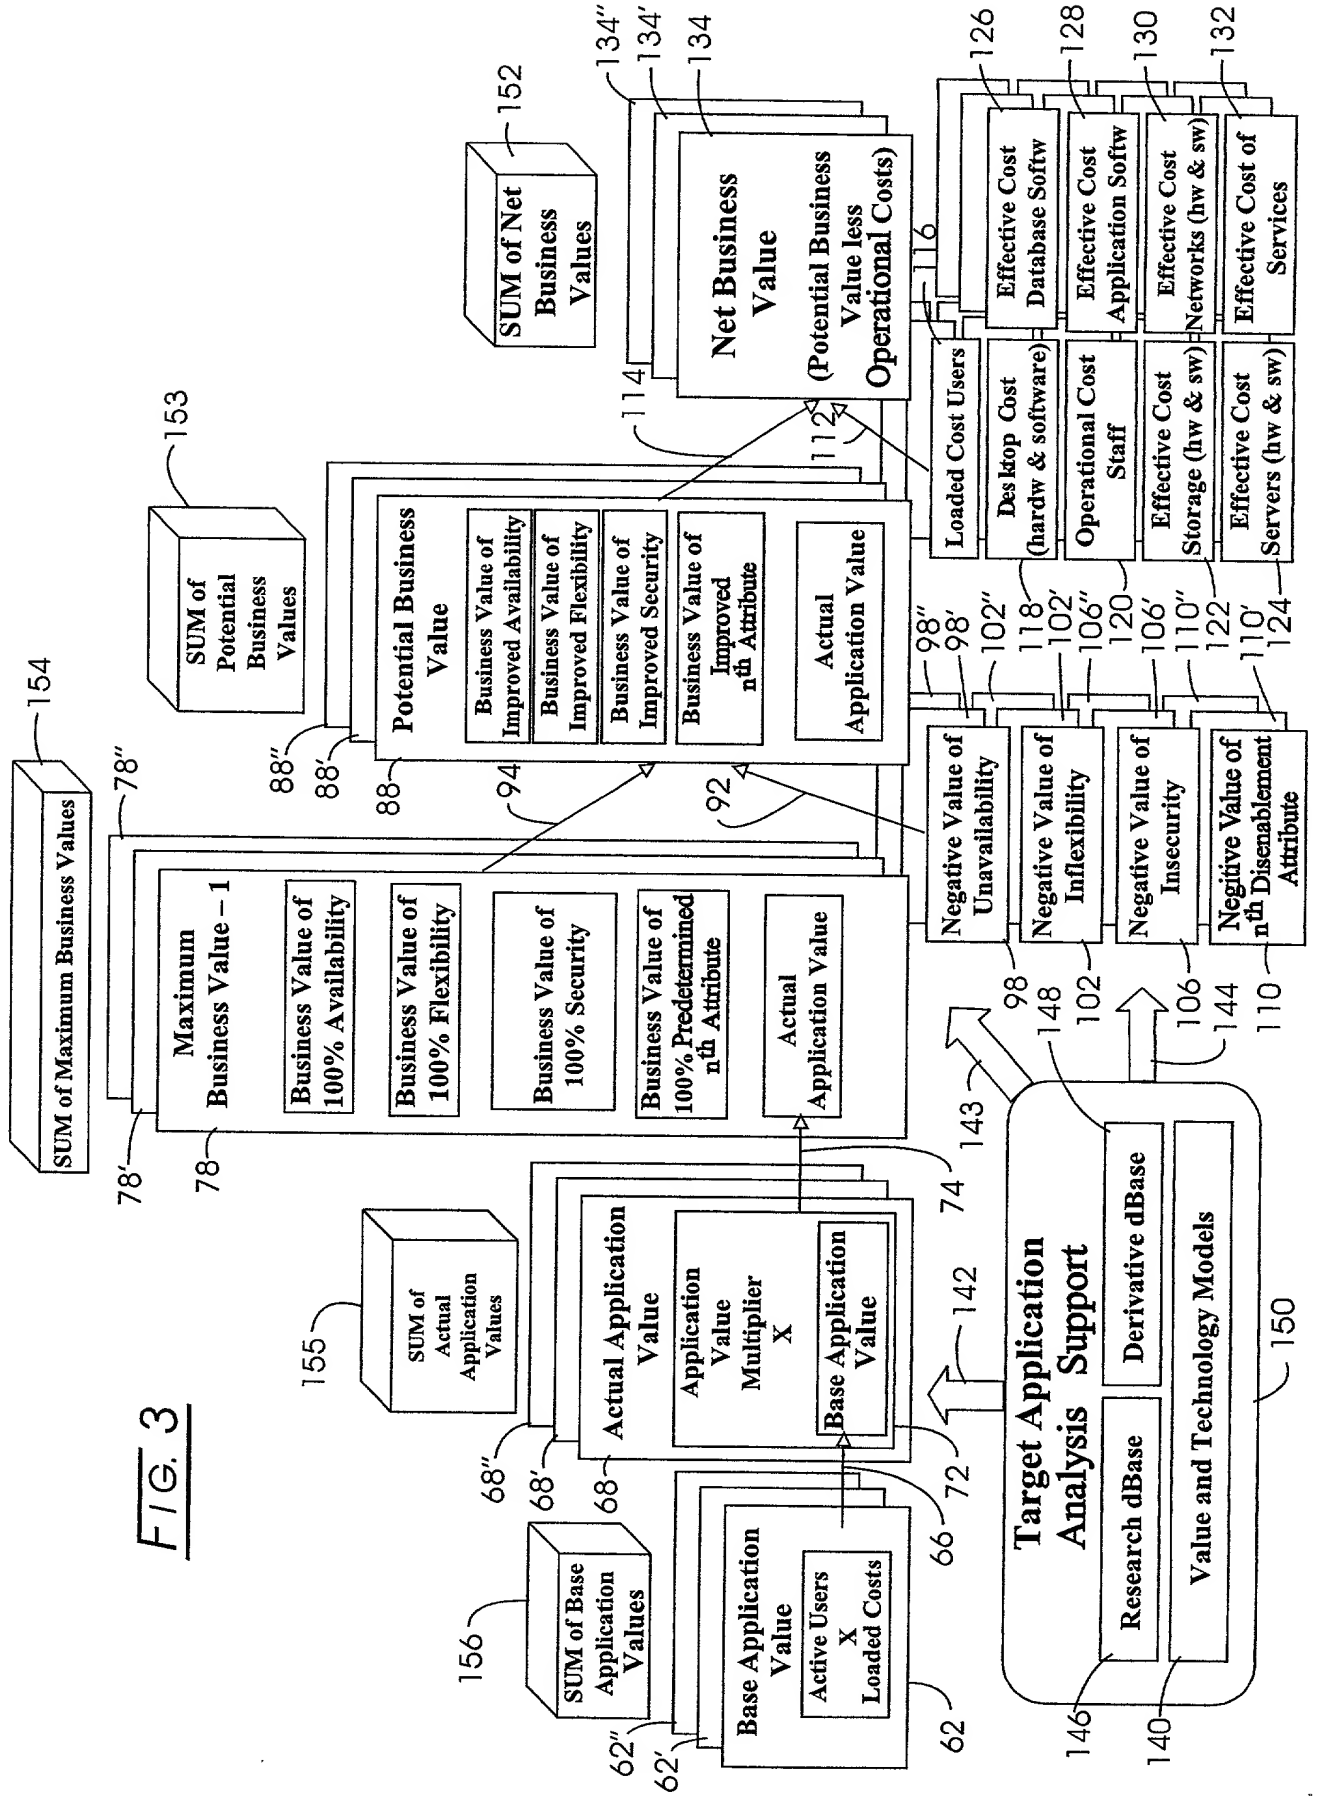 FIG. 3
154
SUM of Maximum Business Values
153
SUM of
Potential
Business
Values
152
SUM of Net
Business
Values
155
SUM of
Actual
Application
Values
156
SUM of Base
Application
Values
62"
62'
62
Base Application
Value
Active Users
X
Loaded Costs
66
68"
68'
68
Actual Application
Value
Application
Value
Multiplier
X
Base Application
Value
72
74
78"
78'
78
Maximum
Business Value – 1
Business Value of
100% Availability
Business Value of
100% Flexibility
Business Value of
100% Security
Business Value of
100% Predetermined
nth Attribute
Actual
Application Value
88"
88'
88
94
92
Potential Business
Value
Business Value of
Improved Availability
Business Value of
Improved Flexibility
Business Value of
Improved Security
Business Value of
Improved
nth Attribute
Actual
Application Value
114
112
134"
134'
134
Net Business
Value
(Potential Business
Value less
Operational Costs)
116
Negative Value of
Unavailability
Negative Value of
Inflexibility
Negative Value of
Insecurity
Negitive Value of
nth Disenablement
Attribute
98
102
106
110
98"
98'
102"
118
102'
106"
120
106'
110"
122
110'
124
Loaded Cost Users
Desktop Cost
(hardw & software)
Operational Cost
Staff
Effective Cost
Storage (hw & sw)
Effective Cost
Servers (hw & sw)
Effective Cost
Database Softw
Effective Cost
Application Softw
Effective Cost
Networks (hw & sw)
Effective Cost of
Services
126
128
130
132
142
143
144
148
Target Application
Analysis Support
Research dBase
Derivative dBase
Value and Technology Models
146
140
150